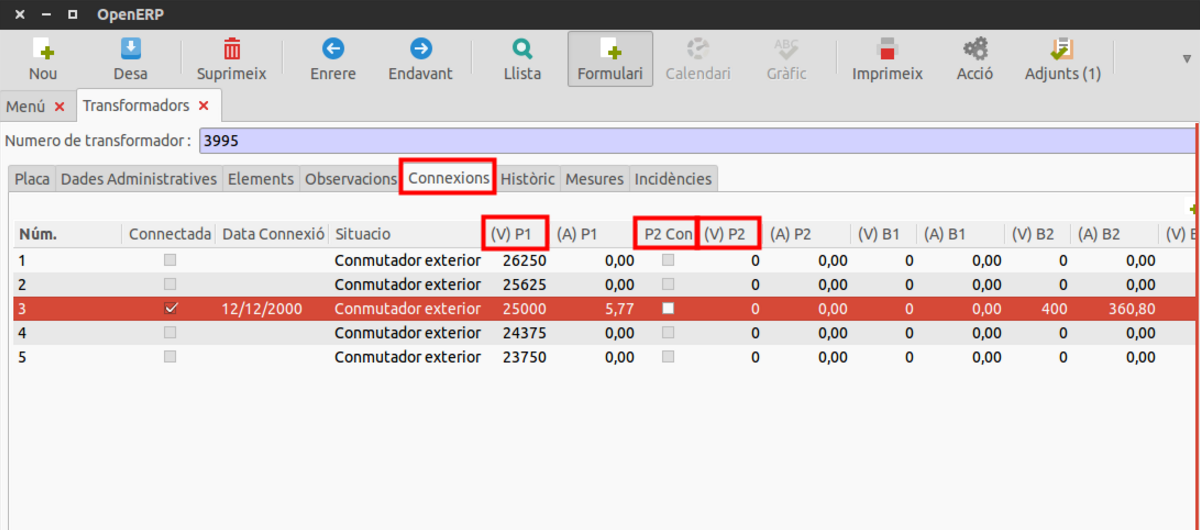 OpenERP
Nou Desa Suprimeix Enrere Endavant Llista Formulari Calendari Gràfic Imprimeix Acció Adjunts (1)
Menú Transformadors
Numero de transformador : 3995
Placa Dades Administratives Elements Observacions Connexions Històric Mesures Incidències
Núm. Connectada Data Connexió Situacio (V) P1 (A) P1 P2 Con (V) P2 (A) P2 (V) B1 (A) B1 (V) B2 (A) B2 (V) B
1 Conmutador exterior 26250 0,00 0 0,00 0 0,00 0 0,00
2 Conmutador exterior 25625 0,00 0 0,00 0 0,00 0 0,00
3 12/12/2000 Conmutador exterior 25000 5,77 0 0,00 0 0,00 400 360,80
4 Conmutador exterior 24375 0,00 0 0,00 0 0,00 0 0,00
5 Conmutador exterior 23750 0,00 0 0,00 0 0,00 0 0,00